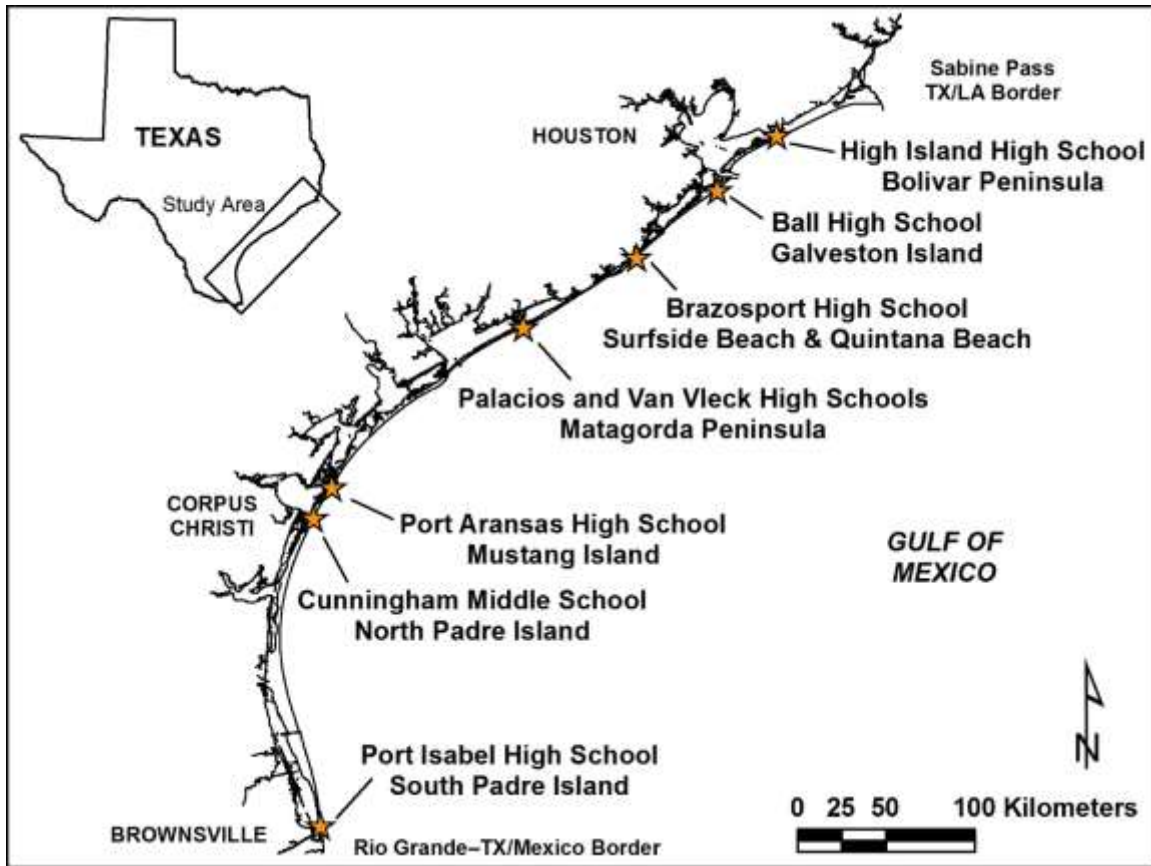 TEXAS
Study Area
Sabine Pass
TX/LA Border
HOUSTON
High Island High School
Bolivar Peninsula
Ball High School
Galveston Island
Brazosport High School
Surfside Beach & Quintana Beach
Palacios and Van Vleck High Schools
Matagorda Peninsula
CORPUS
CHRISTI
Port Aransas High School
Mustang Island
GULF OF
MEXICO
Cunningham Middle School
North Padre Island
Port Isabel High School
South Padre Island
N
0 25 50 100 Kilometers
BROWNSVILLE
Rio Grande–TX/Mexico Border